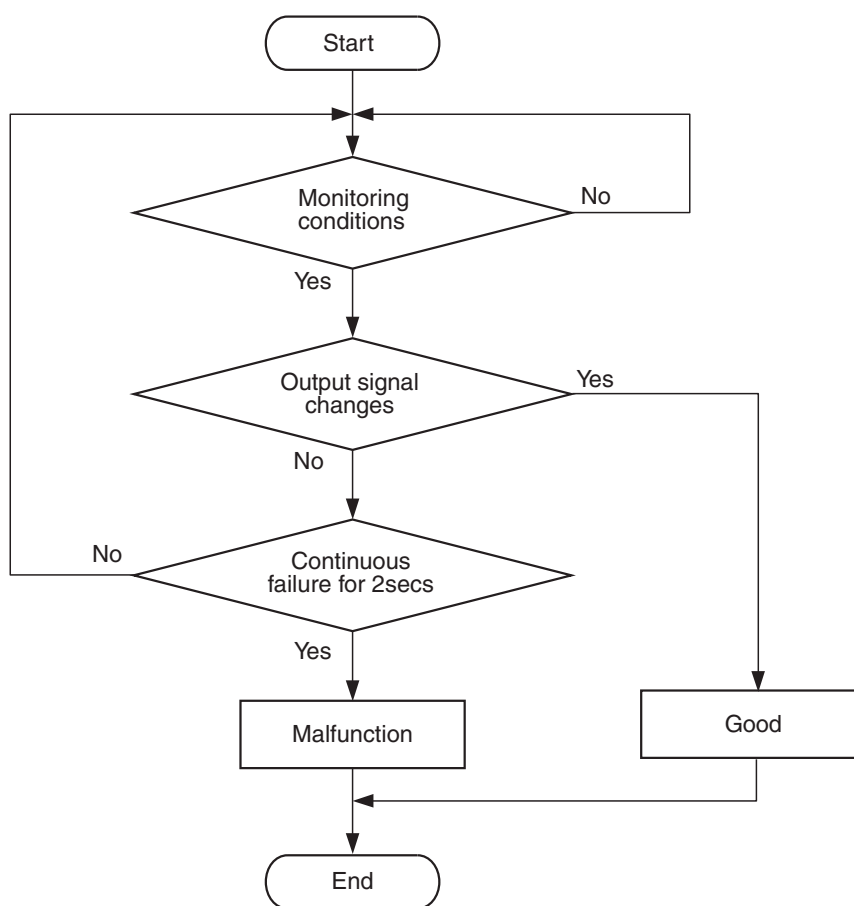 Start
Monitoring
conditions
No
Yes
Output signal
changes
Yes
No
Continuous
failure for 2secs
No
Yes
Malfunction
Good
End